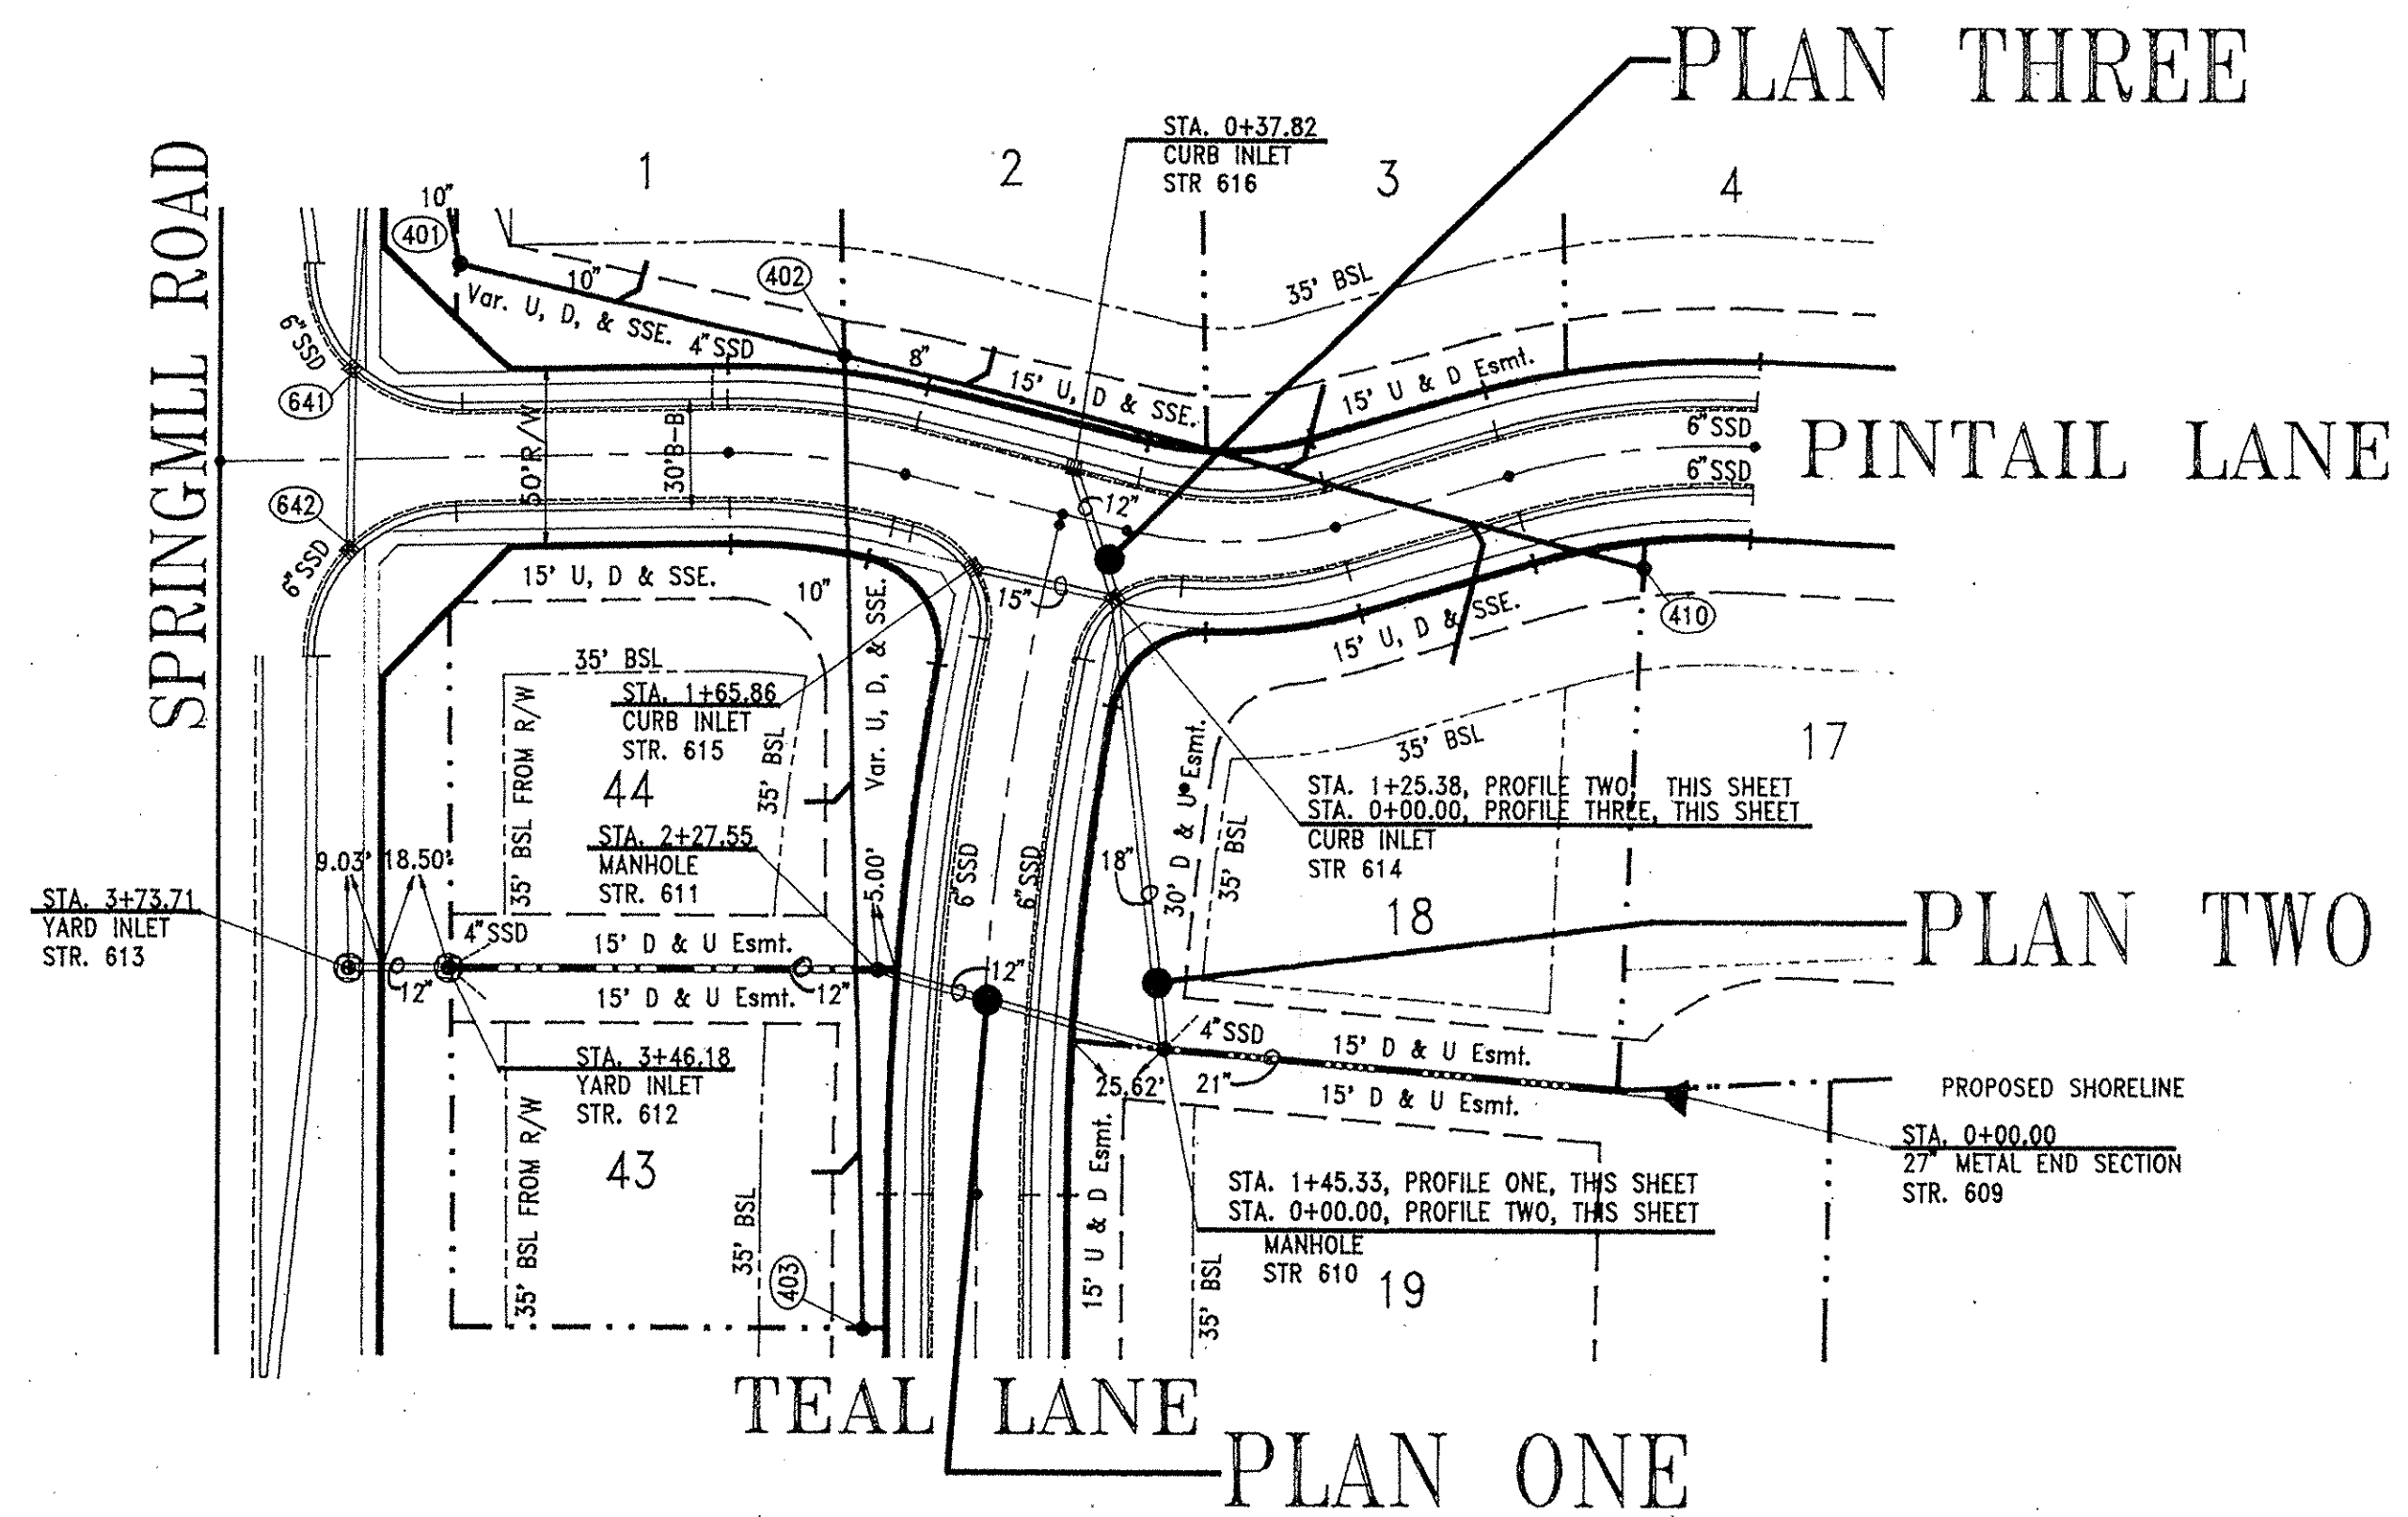 PLAN THREE
STA. 0+37.82
CURB INLET
STR 616
1
2
3
4
10"
401
402
10"
Var. U, D, & SSE.
4"SSD
8"
35' BSL
15' U, D & SSE.
15' U & D Esmt.
SPRINGMLL ROAD
6"SSD
641
50'R/W
30'B-B
6"SSD
6"SSD
PINTAIL LANE
642
6"SSD
12"
15"
15' U, D & SSE.
10"
Var. U, D, & SSE.
15' U, D & SSE.
410
35' BSL
STA. 1+65.86
CURB INLET
STR. 615
35' BSL FROM R/W
35' BSL
44
35' BSL
17
30' D & U Esmt.
35' BSL
STA. 1+25.38, PROFILE TWO, THIS SHEET
STA. 0+00.00, PROFILE THREE, THIS SHEET
CURB INLET
STR 614
STA. 2+27.55
MANHOLE
STR. 611
5.00'
6"SSD
6"SSD
18"
9.03'
18.50'
STA. 3+73.71
YARD INLET
STR. 613
18
PLAN TWO
4"SSD
15' D & U Esmt.
12"
15' D & U Esmt.
12"
12"
4"SSD
15' D & U Esmt.
25.62'
21"
15' D & U Esmt.
PROPOSED SHORELINE
STA. 3+46.18
YARD INLET
STR. 612
STA. 0+00.00
27" METAL END SECTION
STR. 609
35' BSL FROM R/W
43
35' BSL
403
15' U & D Esmt.
35' BSL
STA. 1+45.33, PROFILE ONE, THIS SHEET
STA. 0+00.00, PROFILE TWO, THIS SHEET
MANHOLE
STR 610
19
TEAL LANE
PLAN ONE